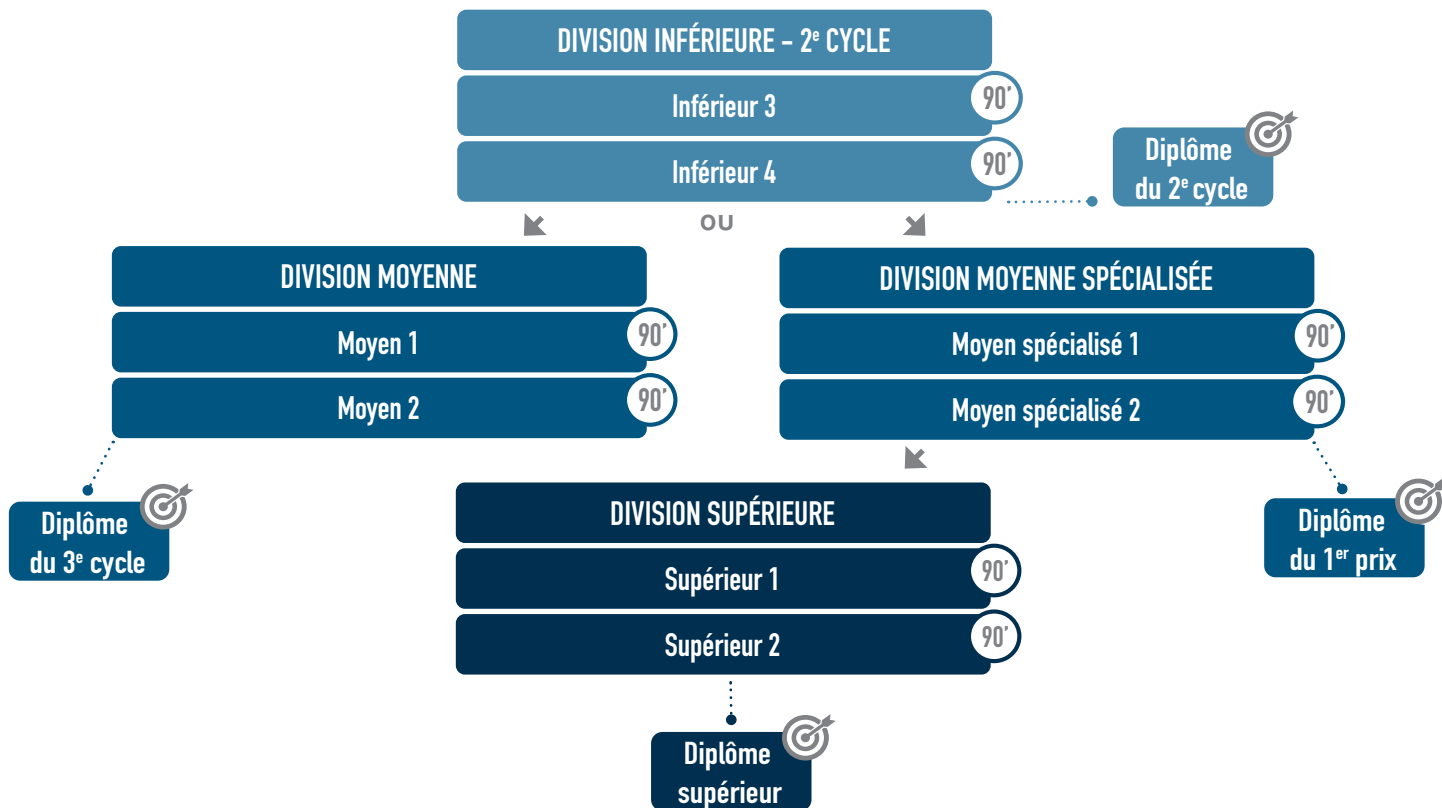 DIVISION INFÉRIEURE – 2e CYCLE
Inférieur 3
90'
Inférieur 4
90'
Diplôme
du 2e cycle
OU
DIVISION MOYENNE
Moyen 1
90'
Moyen 2
90'
Diplôme
du 3e cycle
DIVISION MOYENNE SPÉCIALISÉE
Moyen spécialisé 1
90'
Moyen spécialisé 2
90'
Diplôme
du 1er prix
DIVISION SUPÉRIEURE
Supérieur 1
90'
Supérieur 2
90'
Diplôme
supérieur